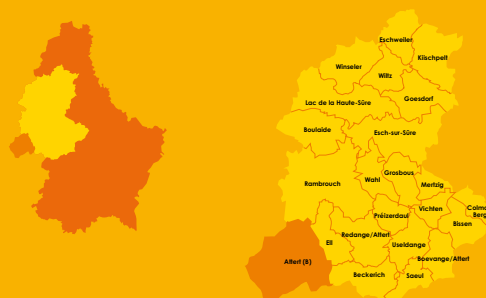 Eschweiler
Kiischpelt
Winseler
Wiltz
Goesdorf
Lac de la Haute-Sûre
Boulaide
Esch-sur-Sûre
Grosbous
Rambrouch
Wahl
Mertzig
Vichten
Préizerdaul
Bissen
Redange/Attert
Ell
Useldange
Attert (B)
Boevange/Attert
Beckerich
Saeul